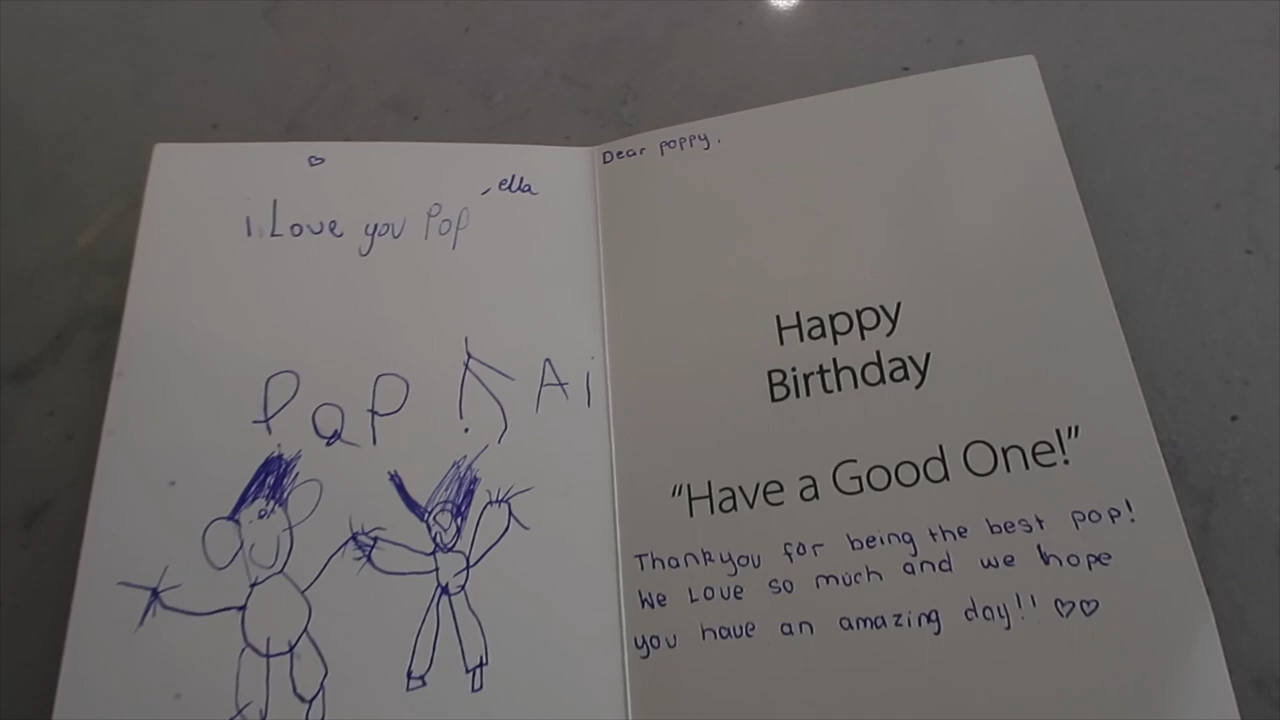 ♡
-ella
i Love you Pop
PoP KAi
Dear poppy.
Happy
Birthday
“Have a Good One!”
Thankyou for being the best pop!
We Love so much and we hope
you have an amazing day!! ♡♡